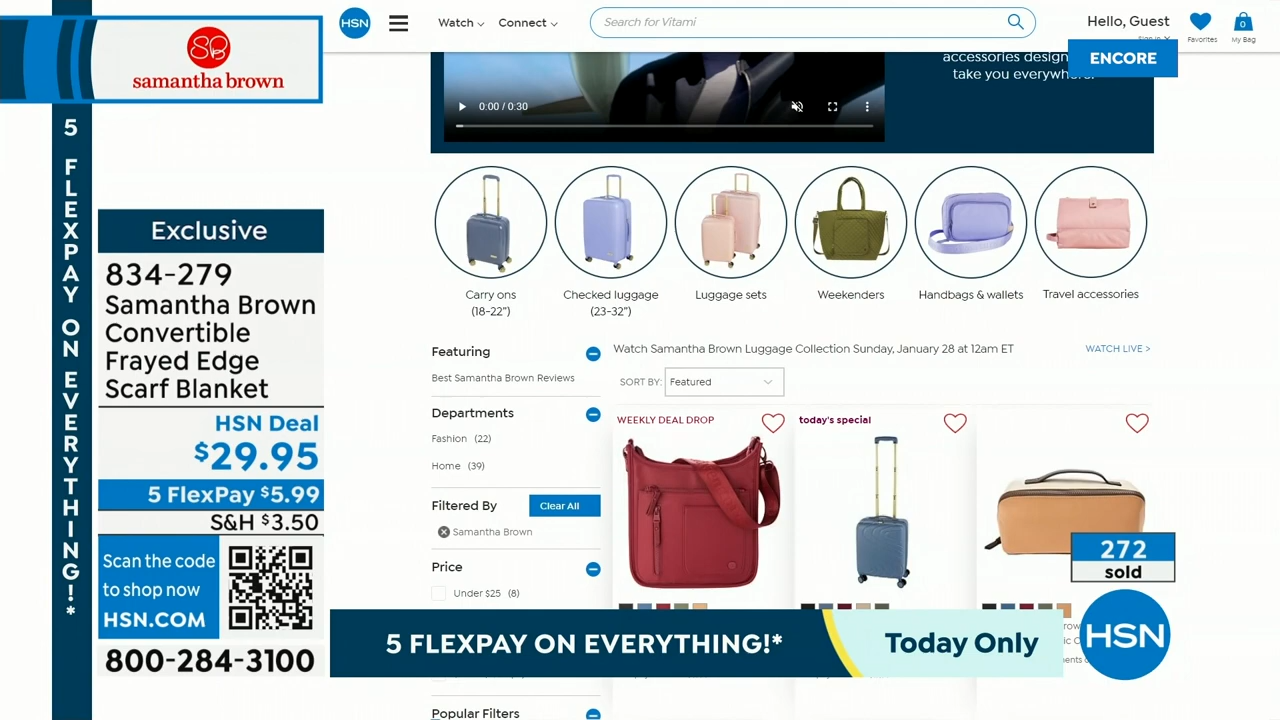 SB
samantha brown
5 FLEXPAY ON EVERYTHING!*
Exclusive
834-279
Samantha Brown
Convertible
Frayed Edge
Scarf Blanket
HSN Deal
$29.95
5 FlexPay $5.99
S&H $3.50
Scan the code
to shop now
HSN.COM
800-284-3100
HSN
Watch
Connect
Search for Vitami
Hello, Guest
Sign in
Favorites
0
My Bag
accessories design
take you everywhere.
ENCORE
0:00 / 0:30
Carry ons
(18-22")
Checked luggage
(23-32")
Luggage sets
Weekenders
Handbags & wallets
Travel accessories
Featuring
Best Samantha Brown Reviews
Departments
Fashion (22)
Home (39)
Filtered By
Clear All
Samantha Brown
Price
Under $25 (8)
Popular Filters
Watch Samantha Brown Luggage Collection Sunday, January 28 at 12am ET
WATCH LIVE >
SORT BY:
Featured
WEEKLY DEAL DROP
today's special
272
sold
5 FLEXPAY ON EVERYTHING!*
Today Only
HSN